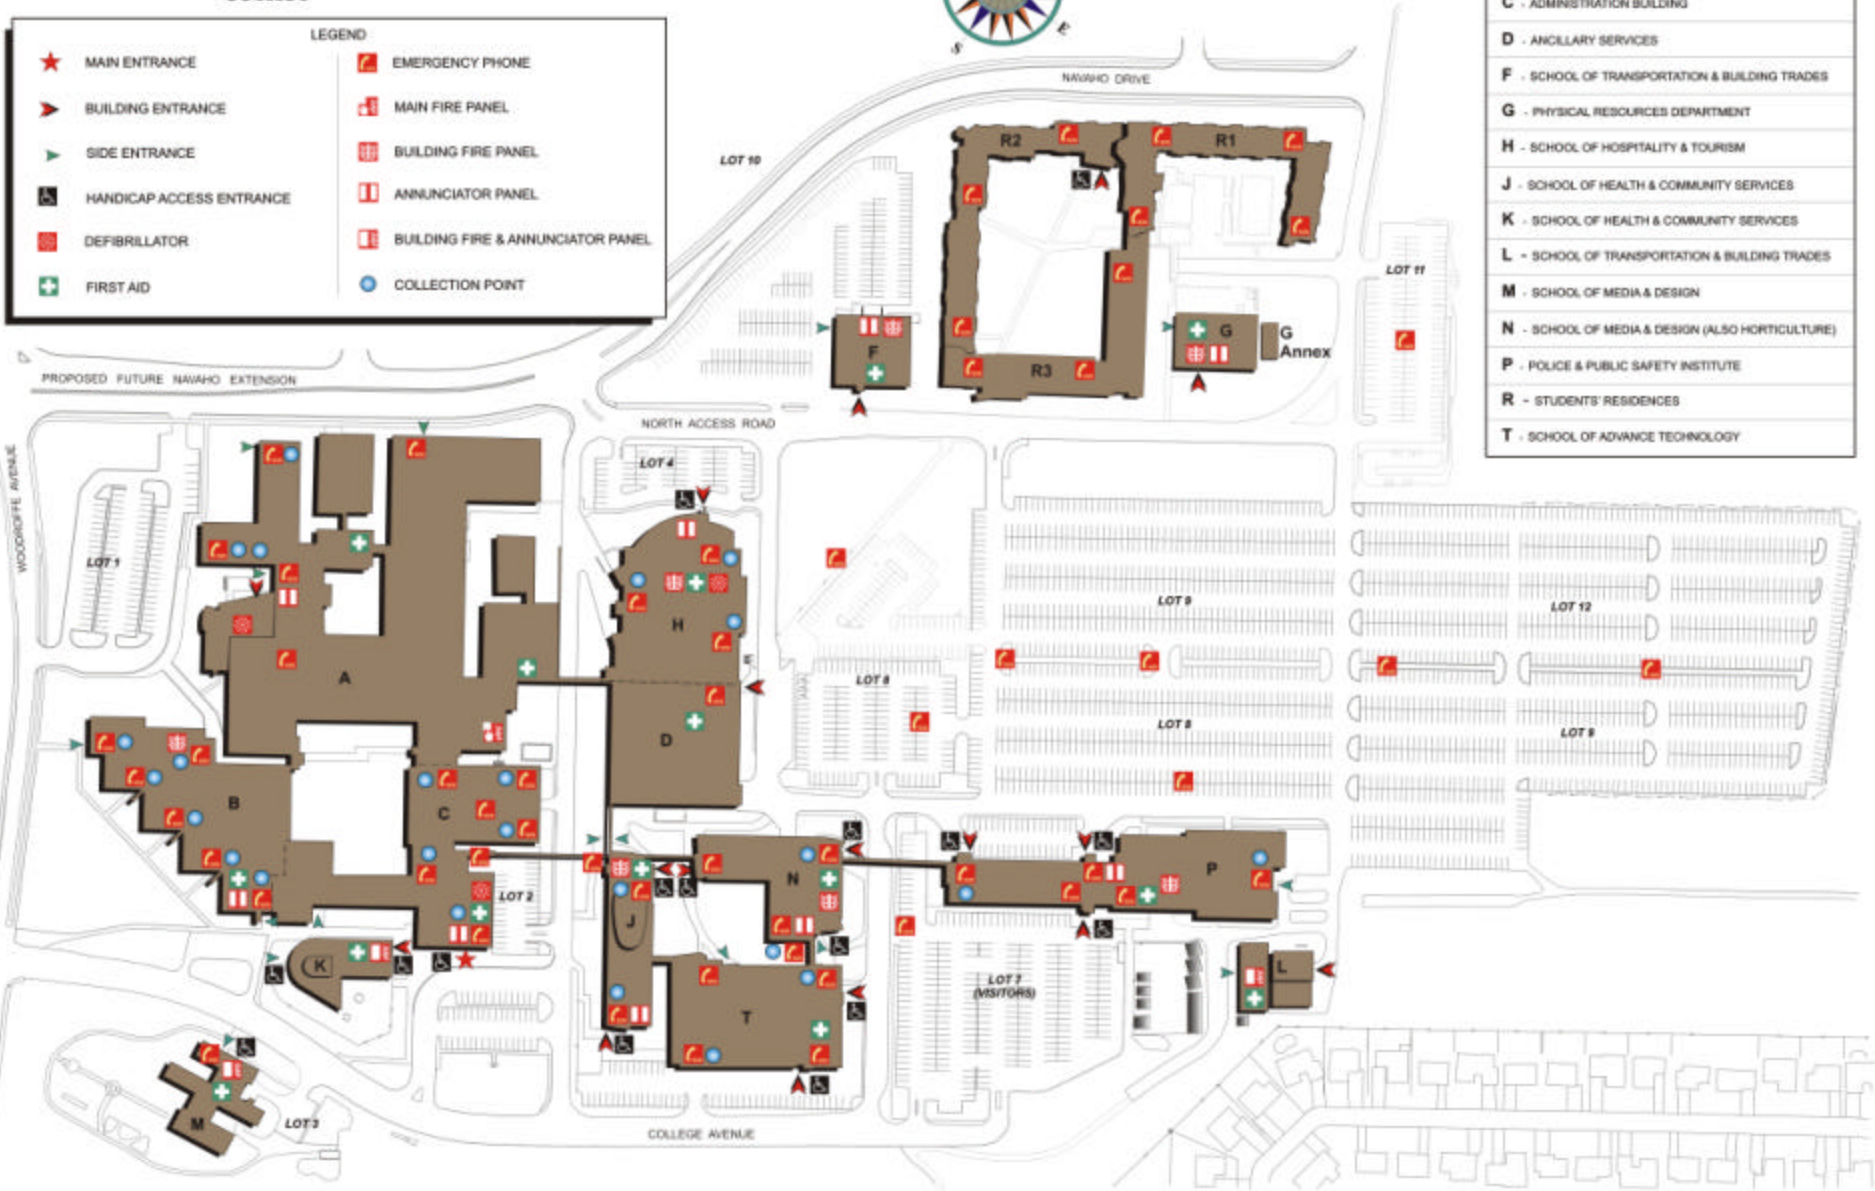 LEGEND
MAIN ENTRANCE
BUILDING ENTRANCE
SIDE ENTRANCE
HANDICAP ACCESS ENTRANCE
DEFIBRILLATOR
FIRST AID
EMERGENCY PHONE
MAIN FIRE PANEL
BUILDING FIRE PANEL
ANNUNCIATOR PANEL
BUILDING FIRE & ANNUNCIATOR PANEL
COLLECTION POINT
S
E
C - ADMINISTRATION BUILDING
D - ANCILLARY SERVICES
F - SCHOOL OF TRANSPORTATION & BUILDING TRADES
G - PHYSICAL RESOURCES DEPARTMENT
H - SCHOOL OF HOSPITALITY & TOURISM
J - SCHOOL OF HEALTH & COMMUNITY SERVICES
K - SCHOOL OF HEALTH & COMMUNITY SERVICES
L - SCHOOL OF TRANSPORTATION & BUILDING TRADES
M - SCHOOL OF MEDIA & DESIGN
N - SCHOOL OF MEDIA & DESIGN (ALSO HORTICULTURE)
P - POLICE & PUBLIC SAFETY INSTITUTE
R - STUDENTS' RESIDENCES
T - SCHOOL OF ADVANCE TECHNOLOGY
NAVAHO DRIVE
R2
R1
LOT 10
LOT 11
F
R3
G
G
Annex
PROPOSED FUTURE NAVAHO EXTENSION
NORTH ACCESS ROAD
WOODROFFE AVENUE
LOT 4
LOT 1
LOT 9
LOT 12
H
A
LOT 8
LOT 8
LOT 9
D
B
C
N
P
LOT 2
J
K
L
LOT 7
(VISITORS)
T
M
LOT 3
COLLEGE AVENUE